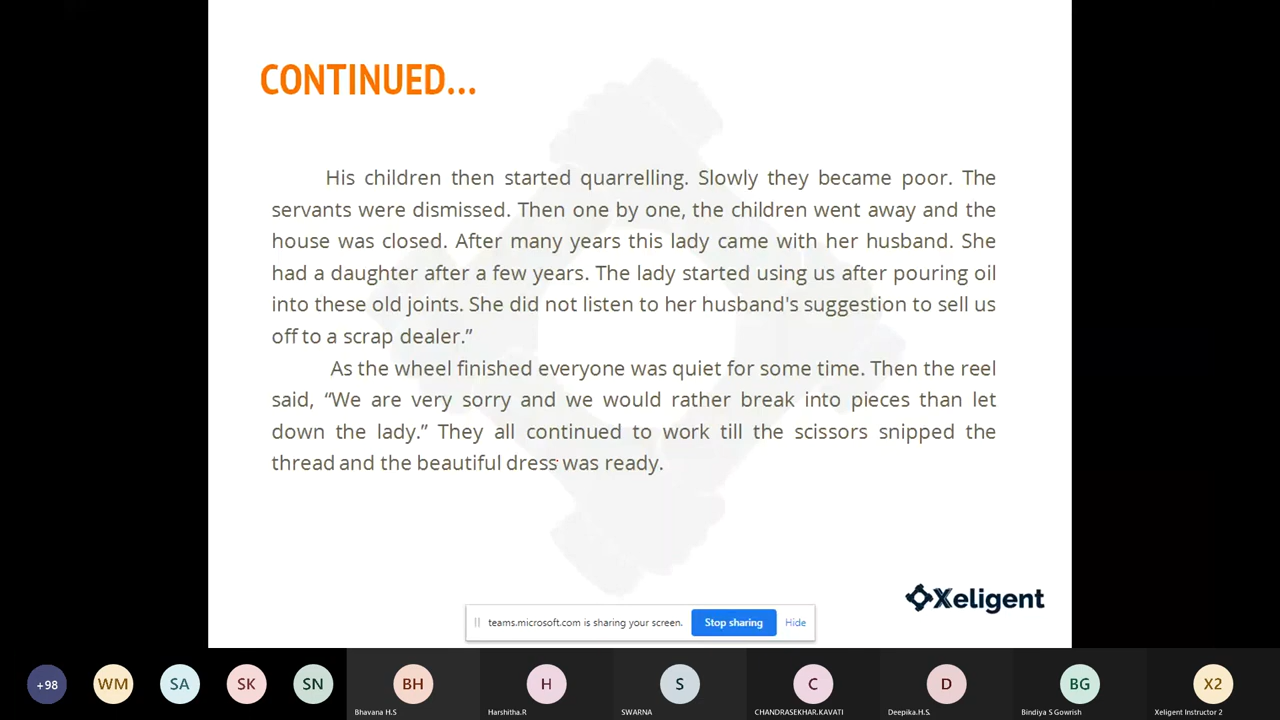 CONTINUED...
His children then started quarrelling. Slowly they became poor. The
servants were dismissed. Then one by one, the children went away and the
house was closed. After many years this lady came with her husband. She
had a daughter after a few years. The lady started using us after pouring oil
into these old joints. She did not listen to her husband's suggestion to sell us
off to a scrap dealer.”
As the wheel finished everyone was quiet for some time. Then the reel
said, “We are very sorry and we would rather break into pieces than let
down the lady.” They all continued to work till the scissors snipped the
thread and the beautiful dress was ready.
Xeligent
teams.microsoft.com is sharing your screen. Stop sharing Hide
+98 WM SA SK SN BH H S C D BG X2
Bhavana H.S Harshitha.R SWARNA CHANDRASEKHAR.KAVATI Deepika.H.S. Bindiya S Gowrish Xeligent Instructor 2